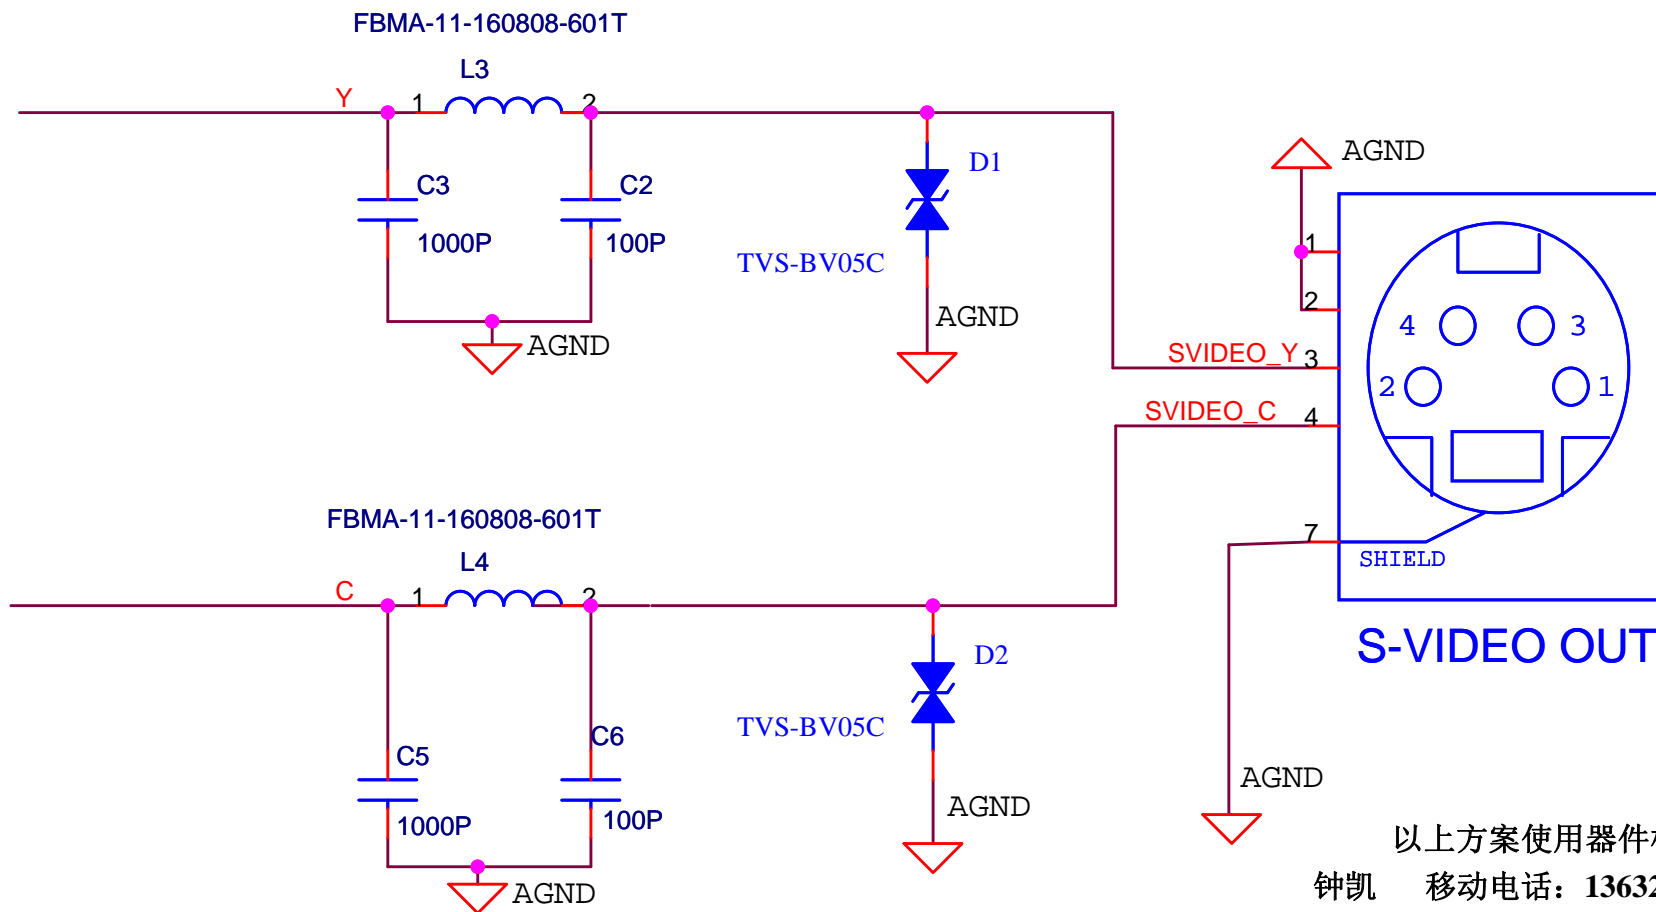 FBMA-11-160808-601T
L3
Y 1 2
C3
1000P
C2
100P
AGND
D1
TVS-BV05C
AGND
AGND
1
2
SVIDEO_Y 3
SVIDEO_C 4
7
4 3
2 1
SHIELD
S-VIDEO OUT
FBMA-11-160808-601T
L4
C 1 2
C5
1000P
C6
100P
AGND
D2
TVS-BV05C
AGND
AGND
以上方案使用器件
钟凯 移动电话：13632